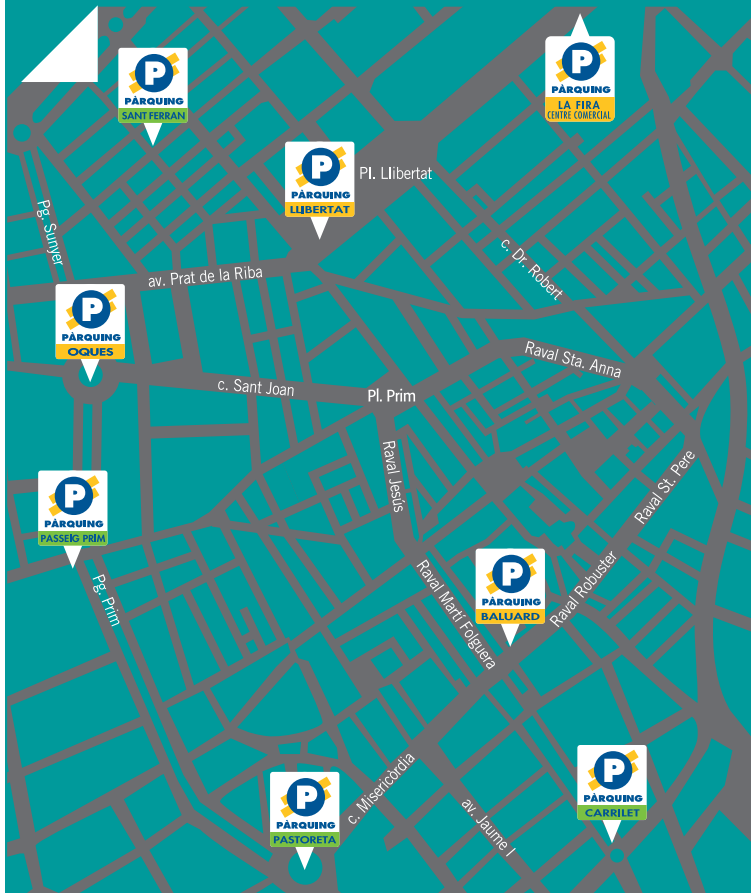 P
PÀRQUING
SANT FERRAN
P
PÀRQUING
LA FIRA
CENTRE COMERCIAL
P
PÀRQUING
LLIBERTAT
Pl. Llibertat
Pg. Sunyer
c. Dr. Robert
av. Prat de la Riba
P
PÀRQUING
OQUES
Raval Sta. Anna
c. Sant Joan
Pl. Prim
Raval Jesús
Raval St. Pere
P
PÀRQUING
PASSEIG PRIM
P
PÀRQUING
BALUARD
Raval Robuster
Raval Martí Folguera
Pg. Prim
P
PÀRQUING
PASTORETA
c. Misericòrdia
av. Jaume I
P
PÀRQUING
CARRILET